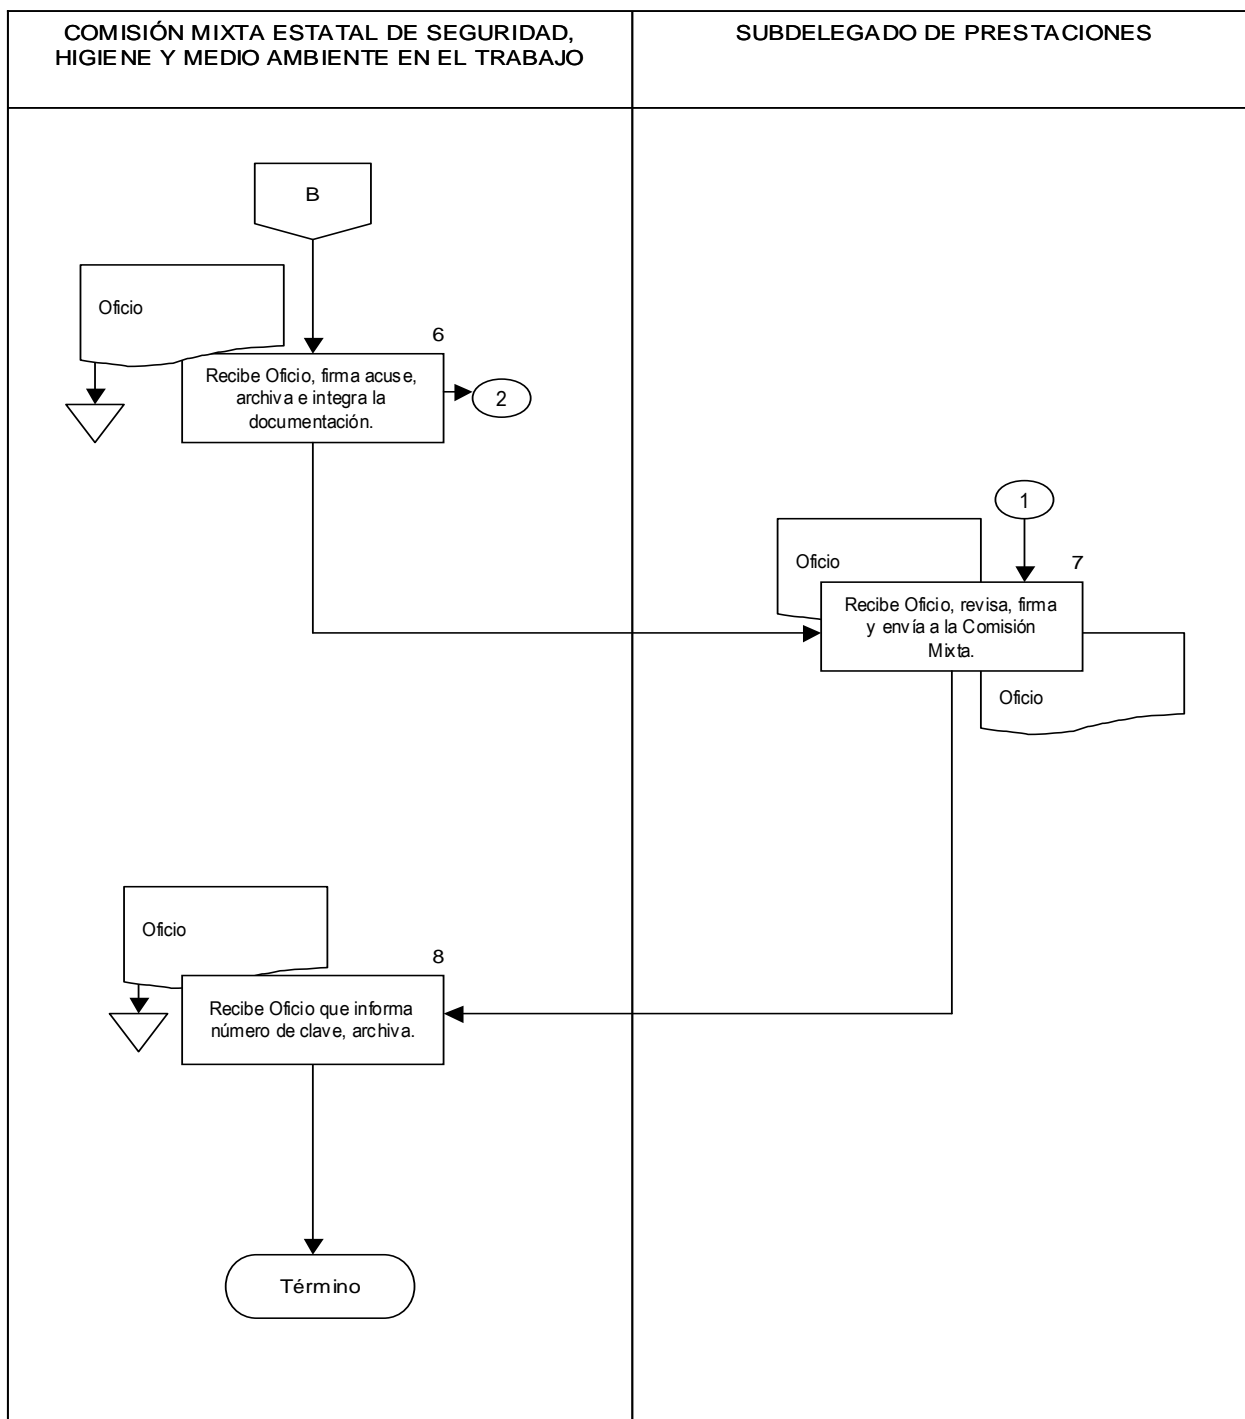 COMISIÓN MIXTA ESTATAL DE SEGURIDAD,
HIGIENE Y MEDIO AMBIENTE EN EL TRABAJO
SUBDELEGADO DE PRESTACIONES
B
Oficio
6
Recibe Oficio, firma acuse,
archiva e integra la
documentación.
2
1
Oficio
7
Recibe Oficio, revisa, firma
y envía a la Comisión
Mixta.
Oficio
Oficio
8
Recibe Oficio que informa
número de clave, archiva.
Término